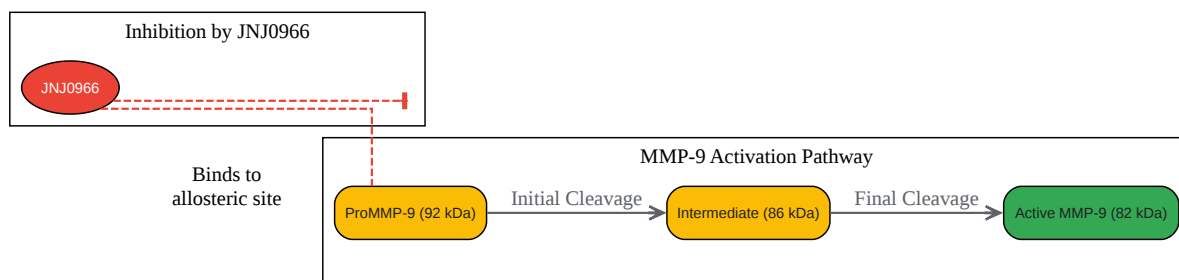 Inhibition by JNJ0966
JNJ0966
MMP-9 Activation Pathway
Binds to
allosteric site
ProMMP-9 (92 kDa)
Initial Cleavage
Intermediate (86 kDa)
Final Cleavage
Active MMP-9 (82 kDa)